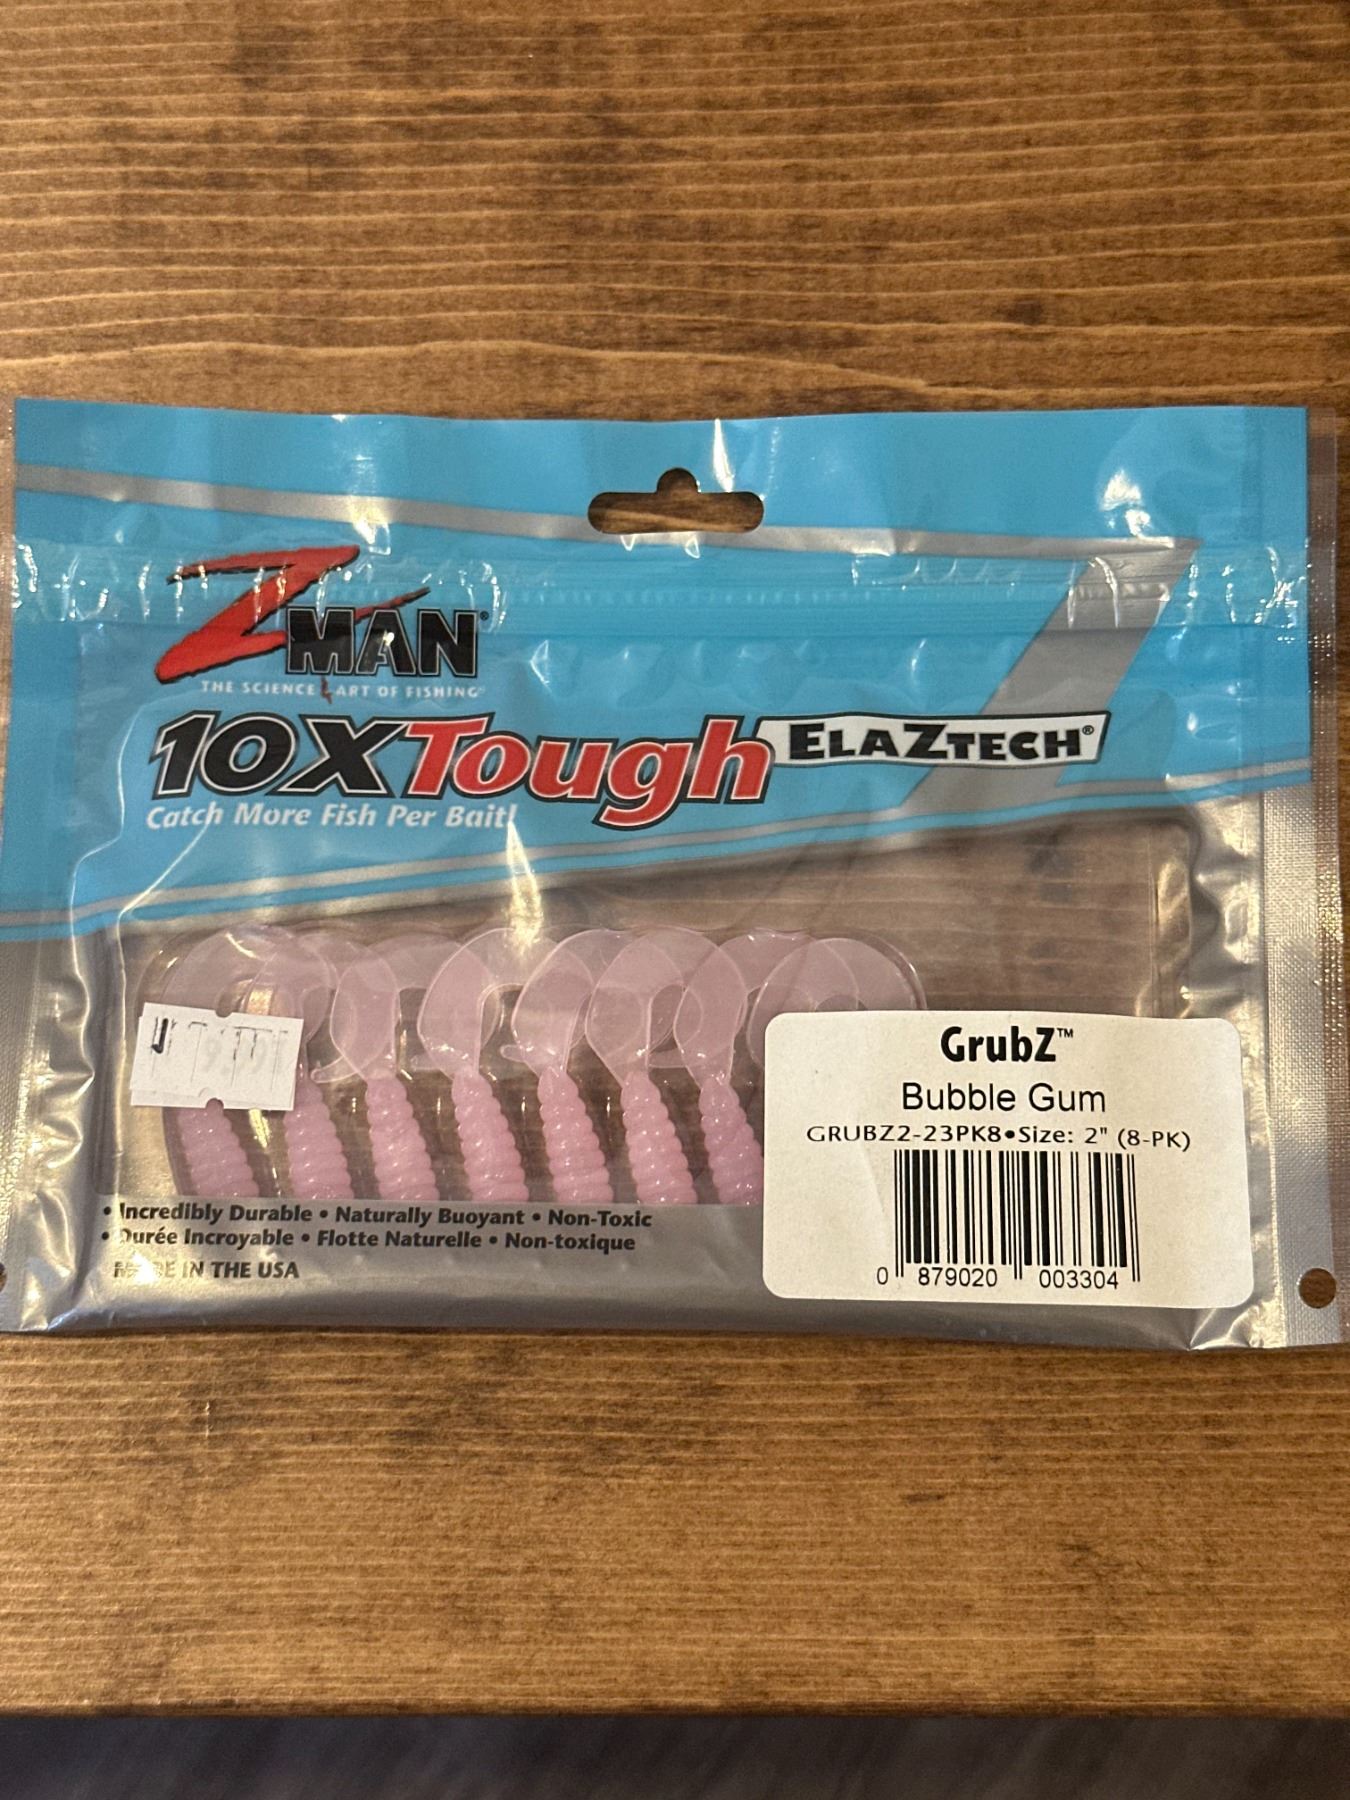 ZMAN®
THE SCIENCE & ART OF FISHING®
10XTough ELAZTECH®
Catch More Fish Per Bait!
GrubZ™
Bubble Gum
GRUBZ2-23PK8•Size: 2" (8-PK)
0 879020 003304
• Incredibly Durable • Naturally Buoyant • Non-Toxic
• Durée Incroyable • Flotte Naturelle • Non-toxique
MADE IN THE USA